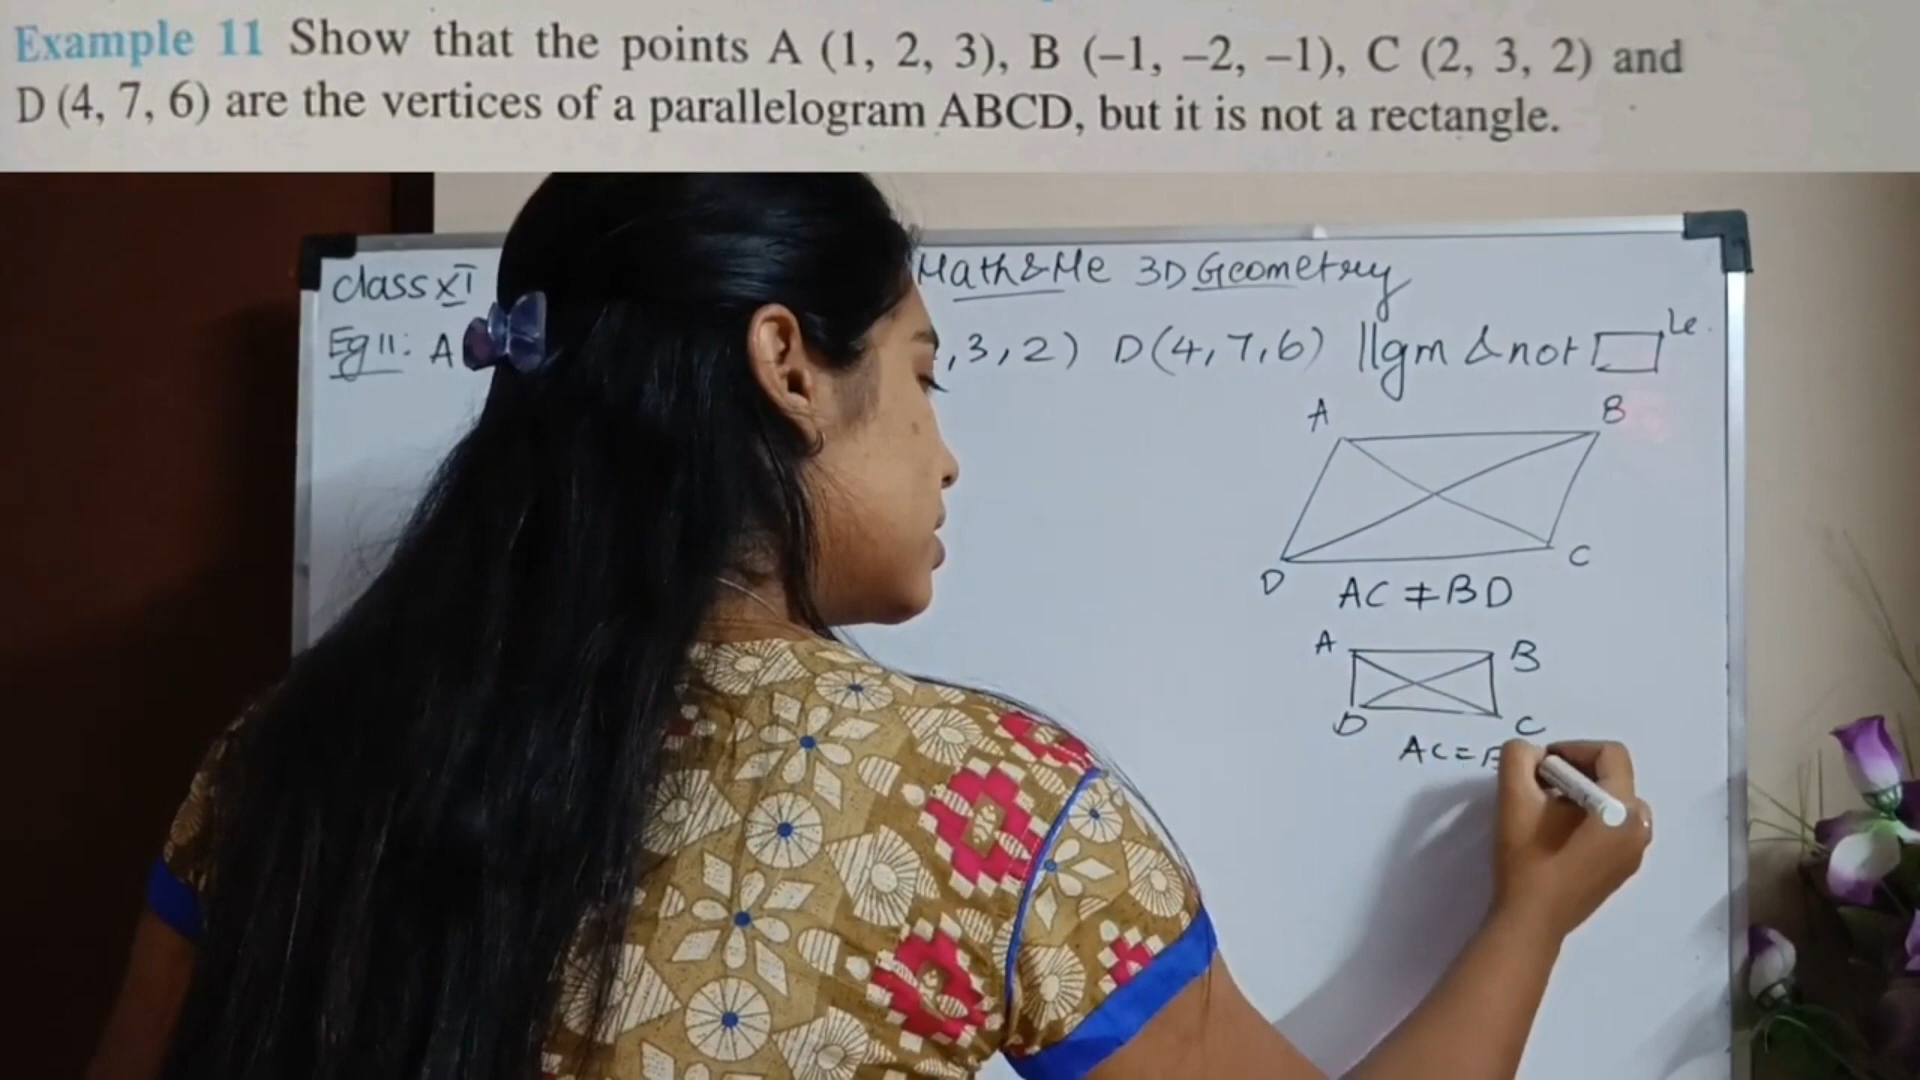 Example 11 Show that the points A (1, 2, 3), B (–1, –2, –1), C (2, 3, 2) and
D (4, 7, 6) are the vertices of a parallelogram ABCD, but it is not a rectangle.
class XI Math&Me 3D Geometry
Eg 11: A , 3, 2) D(4, 7, 6) ||gm & not le.
A B
D C
AC ≠ BD
A B
D C
AC =